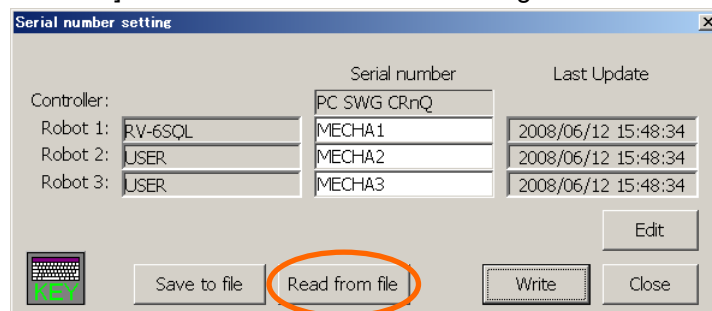 Serial number setting
Serial number Last Update
Controller: PC SWG CRnQ
Robot 1: RV-6SQL MECHA1 2008/06/12 15:48:34
Robot 2: USER MECHA2 2008/06/12 15:48:34
Robot 3: USER MECHA3 2008/06/12 15:48:34
Edit
KEY Save to file Read from file Write Close